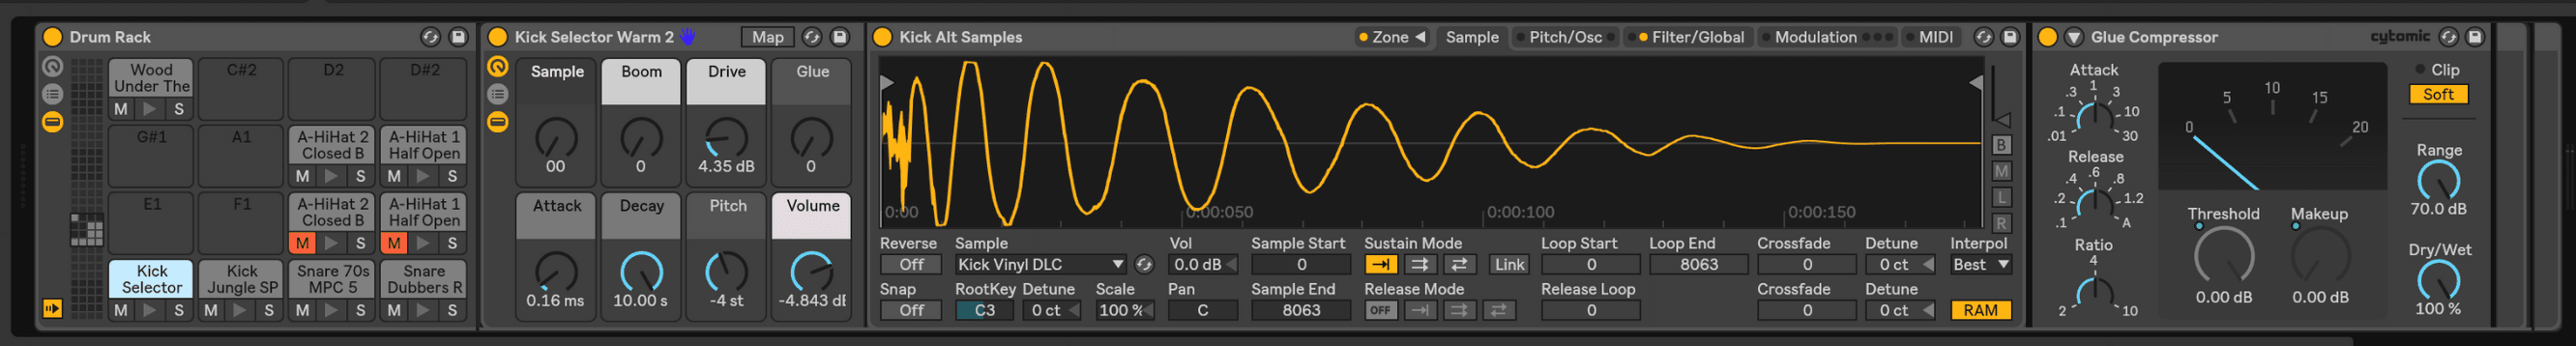 Drum Rack
Wood
Under The
C#2
D2
D#2
M S
G#1
A1
A-HiHat 2
Closed B
A-HiHat 1
Half Open
M S
M S
E1
F1
A-HiHat 2
Closed B
A-HiHat 1
Half Open
M S
M S
Kick
Selector
Kick
Jungle SP
Snare 70s
MPC 5
Snare
Dubbers R
M S
M S
M S
M S
Kick Selector Warm 2
Map
Sample
Boom
Drive
Glue
00
0
4.35 dB
0
Attack
Decay
Pitch
Volume
0.16 ms
10.00 s
-4 st
-4.843 dB
Kick Alt Samples
Zone
Sample
Pitch/Osc
Filter/Global
Modulation
MIDI
0:00
0:00:050
0:00:100
0:00:150
B
M
L
R
Reverse
Sample
Vol
Sample Start
Sustain Mode
Loop Start
Loop End
Crossfade
Detune
Interpol
Off
Kick Vinyl DLC
0.0 dB
0
Link
0
8063
0
0 ct
Best
Snap
RootKey
Detune
Scale
Pan
Sample End
Release Mode
Release Loop
Crossfade
Detune
Off
C3
0 ct
100 %
C
8063
OFF
0
0
0 ct
RAM
Glue Compressor
cytomic
Attack
.01 .3 1 3 10 30
Release
.1 .2 .4 .6 .8 1.2 A
Ratio
2 4 10
0 5 10 15 20
Threshold
Makeup
0.00 dB
0.00 dB
Clip
Soft
Range
70.0 dB
Dry/Wet
100 %